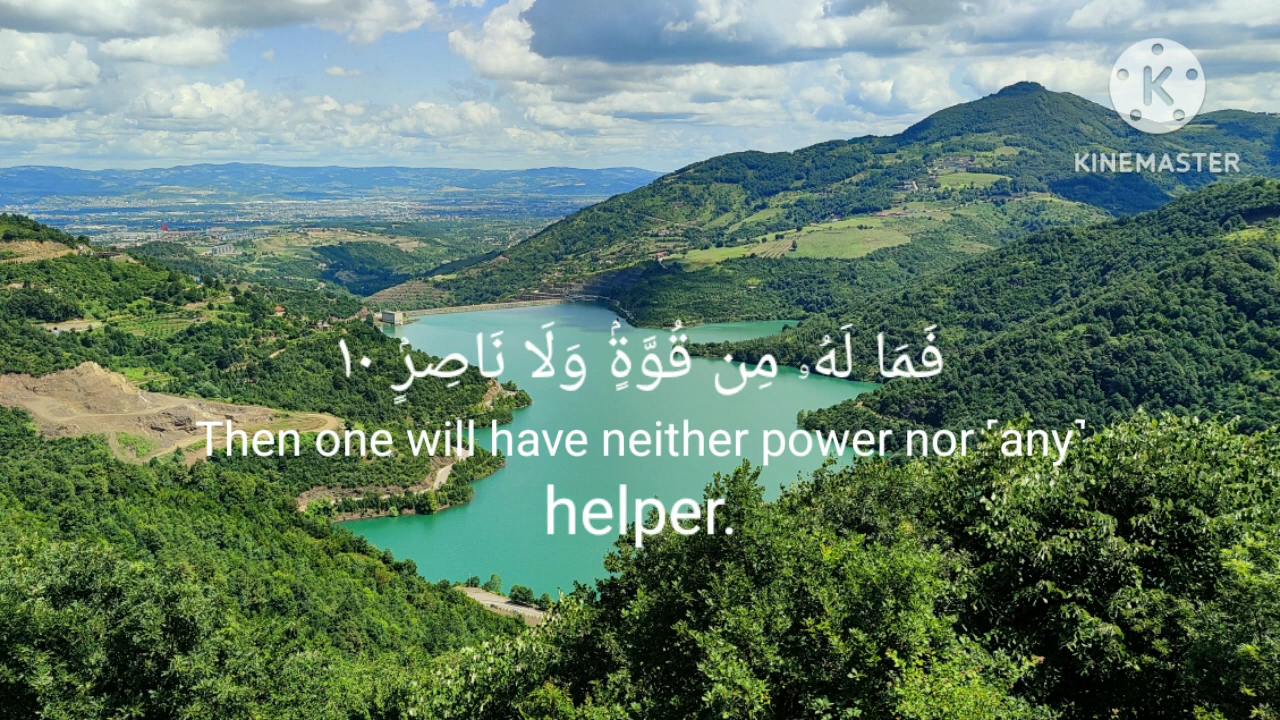 KINEMASTER
فَمَا لَهُۥ مِن قُوَّةٍۢ وَلَا نَاصِرٍۢ ١٠
Then one will have neither power nor ˹any˺
helper.